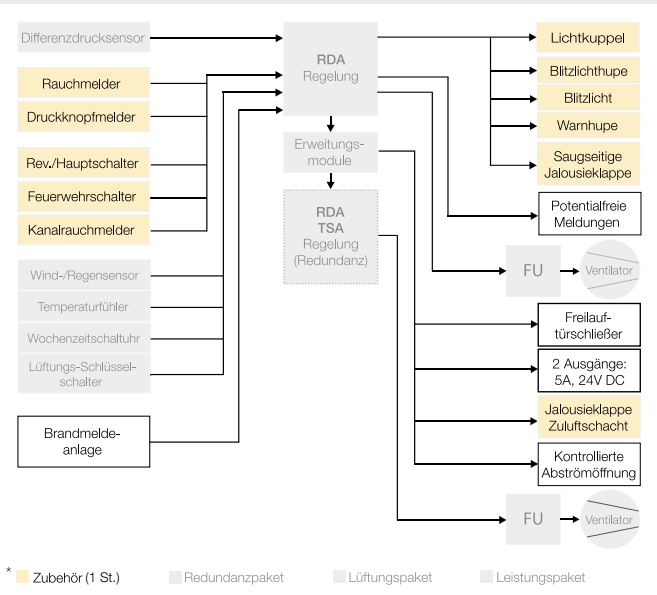 Differenzdrucksensor
Rauchmelder
Druckknopfmelder
Rev./Hauptschalter
Feuerwehrschalter
Kanalrauchmelder
Wind-/Regensensor
Temperaturfühler
Wochenzeitschaltuhr
Lüftungs-Schlüssel-
schalter
Brandmelde-
anlage
RDA
Regelung
Erweitungs-
module
RDA
TSA
Regelung
(Redundanz)
Lichtkuppel
Blitzlichthupe
Blitzlicht
Warnhupe
Saugseitige
Jalousieklappe
Potentialfreie
Meldungen
FU
Ventilator
Freilauf-
türschließer
2 Ausgänge:
5A, 24V DC
Jalousieklappe
Zuluftschacht
Kontrollierte
Abströmöffnung
FU
Ventilator
* Zubehör (1 St.)
Redundanzpaket
Lüftungspaket
Leistungspaket